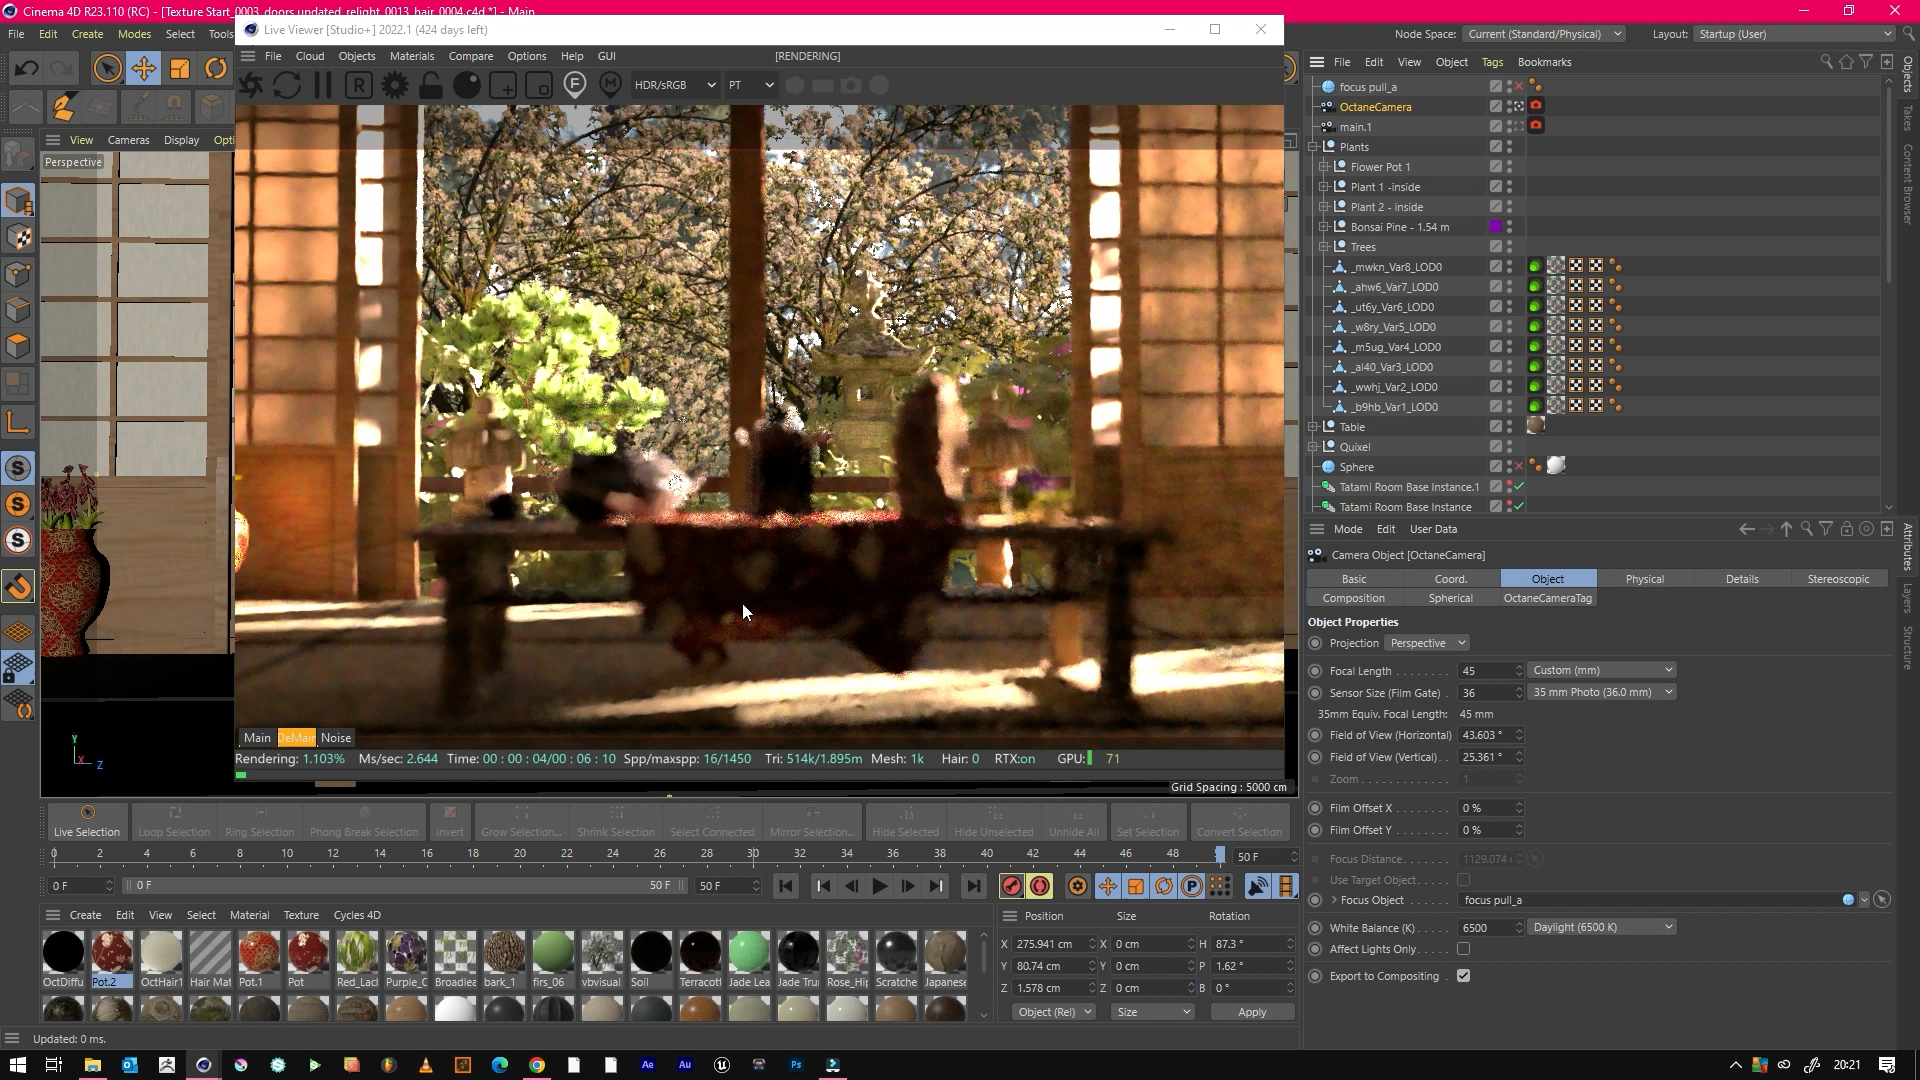 Cinema 4D R23.110 (RC) - [Texture Start_0003_doors updated_relight_0013_hair_0004.c4d *] - Main
File Edit Create Modes Select Tools
Node Space: Current (Standard/Physical) Layout: Startup (User)
Live Viewer [Studio+] 2022.1 (424 days left)
File Cloud Objects Materials Compare Options Help GUI [RENDERING]
HDR/sRGB PT
View Cameras Display Opti
Perspective
File Edit View Object Tags Bookmarks
focus pull_a
OctaneCamera
main.1
Plants
Flower Pot 1
Plant 1 -inside
Plant 2 - inside
Bonsai Pine - 1.54 m
Trees
_mwkn_Var8_LOD0
_ahw6_Var7_LOD0
_ut6y_Var6_LOD0
_w8ry_Var5_LOD0
_m5ug_Var4_LOD0
_al40_Var3_LOD0
_wwhj_Var2_LOD0
_b9hb_Var1_LOD0
Table
Quixel
Sphere
Tatami Room Base Instance.1
Tatami Room Base Instance
Objects
Takes
Content Browser
Attributes
Layers
Structure
Mode Edit User Data
Camera Object [OctaneCamera]
Basic Coord. Object Physical Details Stereoscopic
Composition Spherical OctaneCameraTag
Object Properties
Projection Perspective
Focal Length 45 Custom (mm)
Sensor Size (Film Gate) . 36 35 mm Photo (36.0 mm)
35mm Equiv. Focal Length: 45 mm
Field of View (Horizontal) 43.603 °
Field of View (Vertical) . . 25.361 °
Zoom 1
Film Offset X 0 %
Film Offset Y 0 %
Focus Distance 1129.074
Use Target Object
Focus Object focus pull_a
White Balance (K) 6500 Daylight (6500 K)
Affect Lights Only
Export to Compositing
Main DeMain Noise
Rendering: 1.103% Ms/sec: 2.644 Time: 00 : 00 : 04/00 : 06 : 10 Spp/maxspp: 16/1450 Tri: 514k/1.895m Mesh: 1k Hair: 0 RTX:on GPU: 71
Grid Spacing : 5000 cm
Y X Z
Live Selection Loop Selection Ring Selection Phong Break Selection Invert Grow Selection... Shrink Selection Select Connected Mirror Selection... Hide Selected Hide Unselected Unhide All Set Selection Convert Selection
0 2 4 6 8 10 12 14 16 18 20 22 24 26 28 30 32 34 36 38 40 42 44 46 48 50 F
0 F 0 F 50 F 50 F
Create Edit View Select Material Texture Cycles 4D
Position Size Rotation
X 275.941 cm X 0 cm H 87.3 °
Y 80.74 cm Y 0 cm P 1.62 °
Z 1.578 cm Z 0 cm B 0 °
Object (Rel) Size Apply
OctDiffu Pot.2 OctHair1 Hair Mat Pot.1 Pot Red_Lacl Purple_C Broadlea bark_1 firs_06 vbvisual Soil Terracott Jade Lea Jade Tru Rose_Hip Scratche Japanese
Updated: 0 ms.
Ae Au Ps
20:21